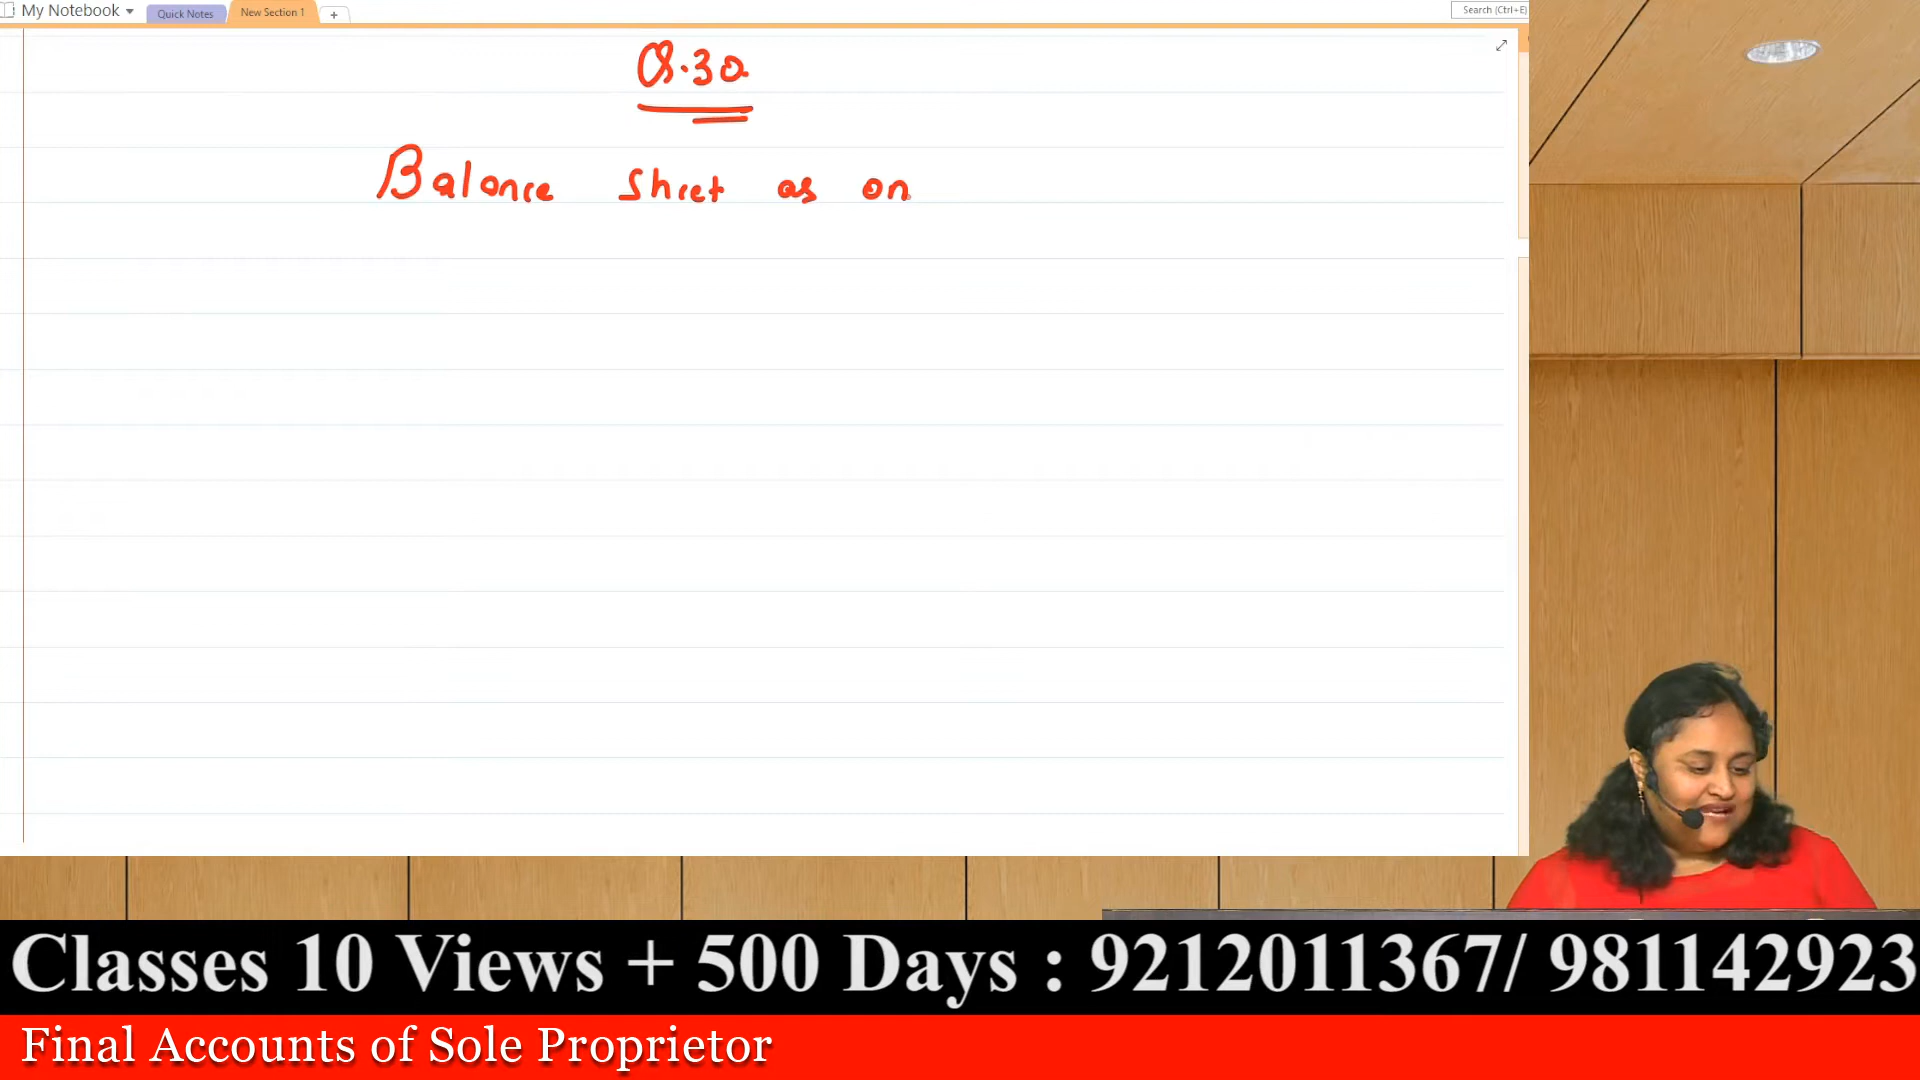 My Notebook
Quick Notes
New Section 1
+
Search (Ctrl+E)
Q.30
Balance Sheet as on
Classes 10 Views + 500 Days : 9212011367/ 981142923
Final Accounts of Sole Proprietor